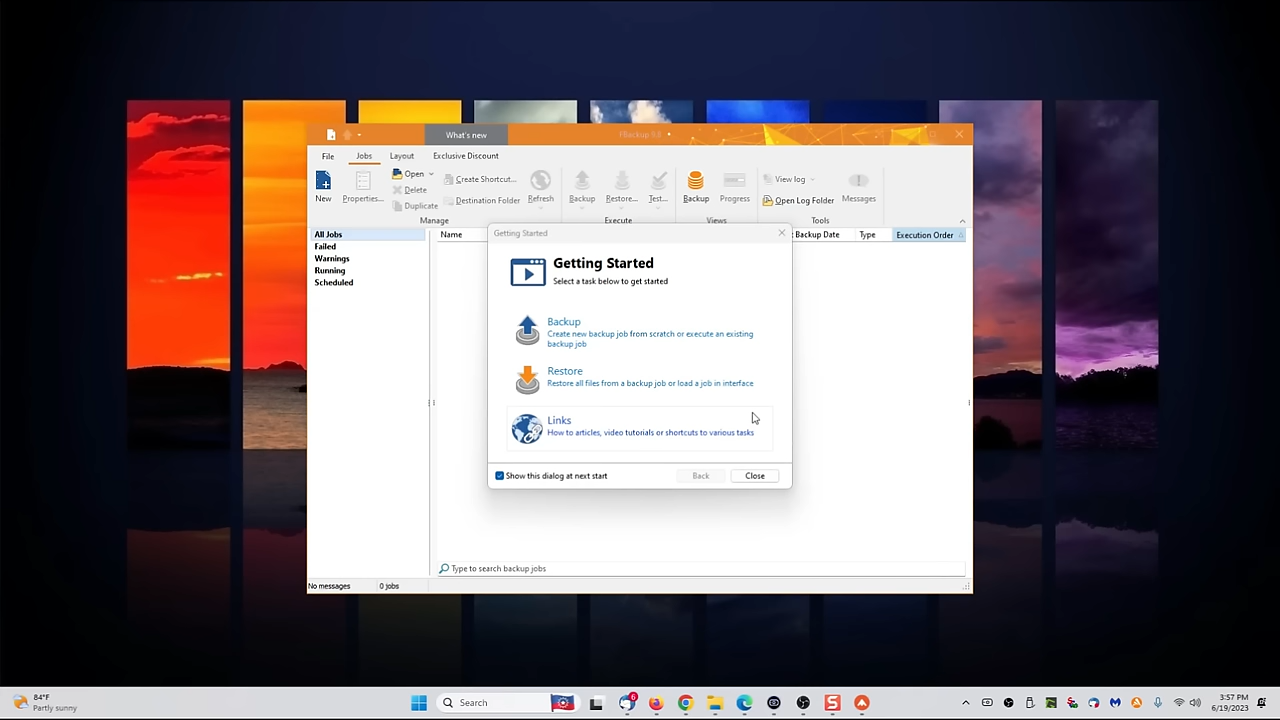 What's new
FBackup 9.8
File
Jobs
Layout
Exclusive Discount
New
Properties...
Open
Delete
Duplicate
Create Shortcut...
Destination Folder
Refresh
Backup
Restore...
Test...
Backup
Progress
View log
Open Log Folder
Messages
Manage
Execute
Views
Tools
All Jobs
Failed
Warnings
Running
Scheduled
Name
t Backup Date
Type
Execution Order
Getting Started
Getting Started
Select a task below to get started
Backup
Create new backup job from scratch or execute an existing
backup job
Restore
Restore all files from a backup job or load a job in interface
Links
How to articles, video tutorials or shortcuts to various tasks
Show this dialog at next start
Back
Close
Type to search backup jobs
No messages
0 jobs
84°F
Partly sunny
Search
6
3:57 PM
6/19/2023